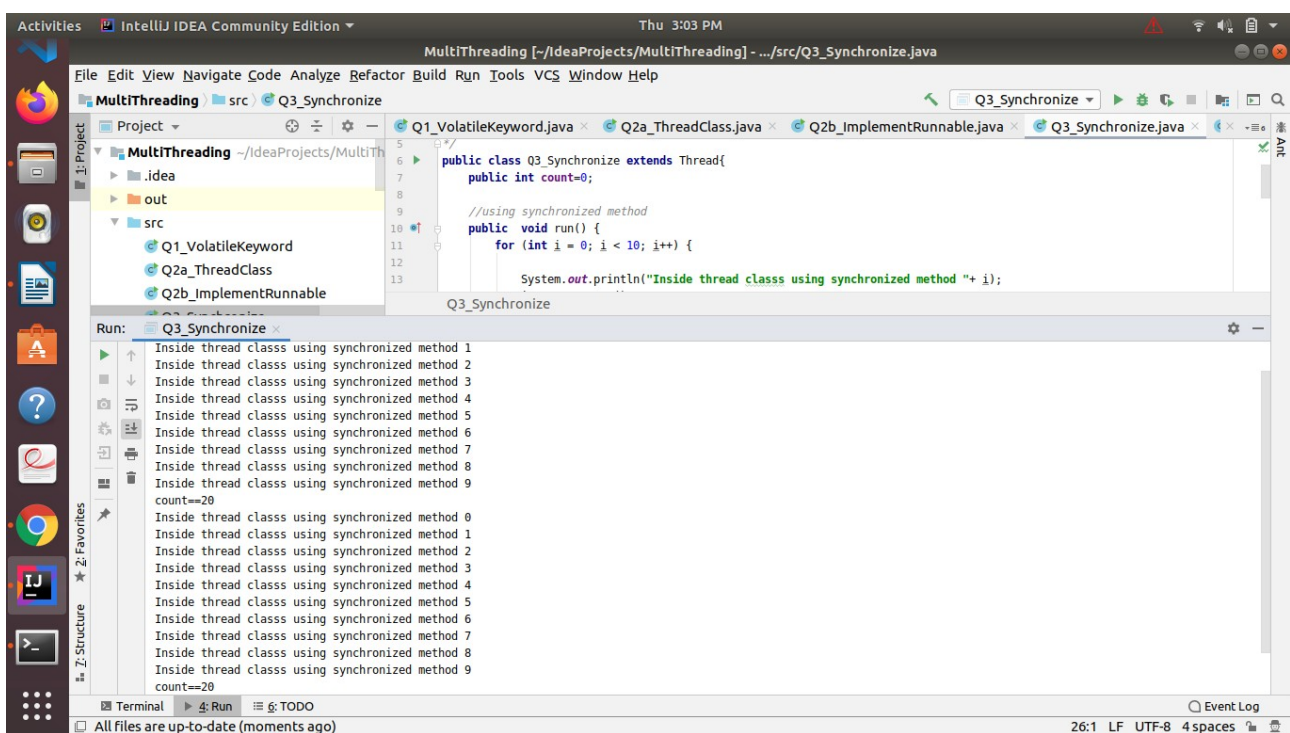 Activities IntelliJ IDEA Community Edition Thu 3:03 PM
MultiThreading [~/IdeaProjects/MultiThreading] - .../src/Q3_Synchronize.java
File Edit View Navigate Code Analyze Refactor Build Run Tools VCS Window Help
MultiThreading src Q3_Synchronize Q3_Synchronize
Project Q1_VolatileKeyword.java Q2a_ThreadClass.java Q2b_ImplementRunnable.java Q3_Synchronize.java
1: Project
Ant
MultiThreading ~/IdeaProjects/MultiTh
.idea
out
src
Q1_VolatileKeyword
Q2a_ThreadClass
Q2b_ImplementRunnable
5 */
6 public class Q3_Synchronize extends Thread{
7 public int count=0;
8
9 //using synchronized method
10 public void run() {
11 for (int i = 0; i < 10; i++) {
12
13 System.out.println("Inside thread classs using synchronized method "+ i);
Q3_Synchronize
Run: Q3_Synchronize
Inside thread classs using synchronized method 1
Inside thread classs using synchronized method 2
Inside thread classs using synchronized method 3
Inside thread classs using synchronized method 4
Inside thread classs using synchronized method 5
Inside thread classs using synchronized method 6
Inside thread classs using synchronized method 7
Inside thread classs using synchronized method 8
Inside thread classs using synchronized method 9
count==20
Inside thread classs using synchronized method 0
Inside thread classs using synchronized method 1
Inside thread classs using synchronized method 2
Inside thread classs using synchronized method 3
Inside thread classs using synchronized method 4
Inside thread classs using synchronized method 5
Inside thread classs using synchronized method 6
Inside thread classs using synchronized method 7
Inside thread classs using synchronized method 8
Inside thread classs using synchronized method 9
count==20
2: Favorites
Z: Structure
IJ
Terminal 4: Run 6: TODO Event Log
All files are up-to-date (moments ago) 26:1 LF UTF-8 4 spaces